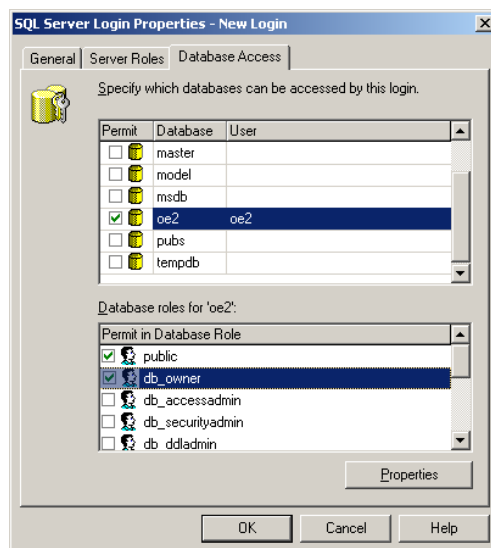 SQL Server Login Properties - New Login
General Server Roles Database Access
Specify which databases can be accessed by this login.
Permit Database User
master
model
msdb
oe2 oe2
pubs
tempdb
Database roles for 'oe2':
Permit in Database Role
public
db_owner
db_accessadmin
db_securityadmin
db_ddladmin
Properties
OK Cancel Help